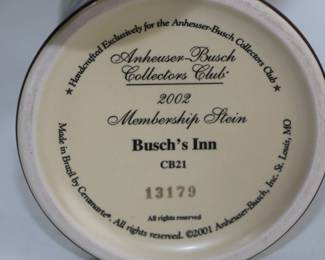 ★ Handcrafted Exclusively for the Anheuser-Busch Collectors Club ★
Anheuser-Busch
Collectors Club®
2002
Membership Stein
Busch's Inn
CB21
13179
All rights reserved
Made in Brazil by Ceramarte®. All rights reserved. ©2001 Anheuser-Busch, Inc. St. Louis, MO